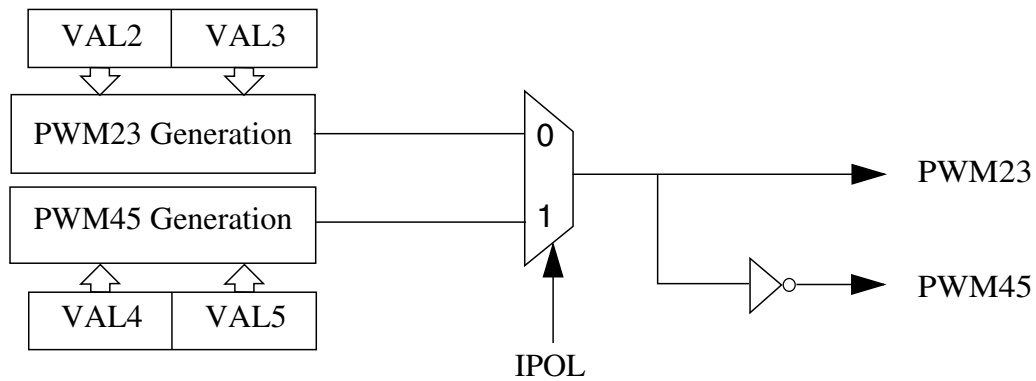 VAL2 VAL3
PWM23 Generation
0
PWM23
PWM45 Generation
1
PWM45
VAL4 VAL5
IPOL